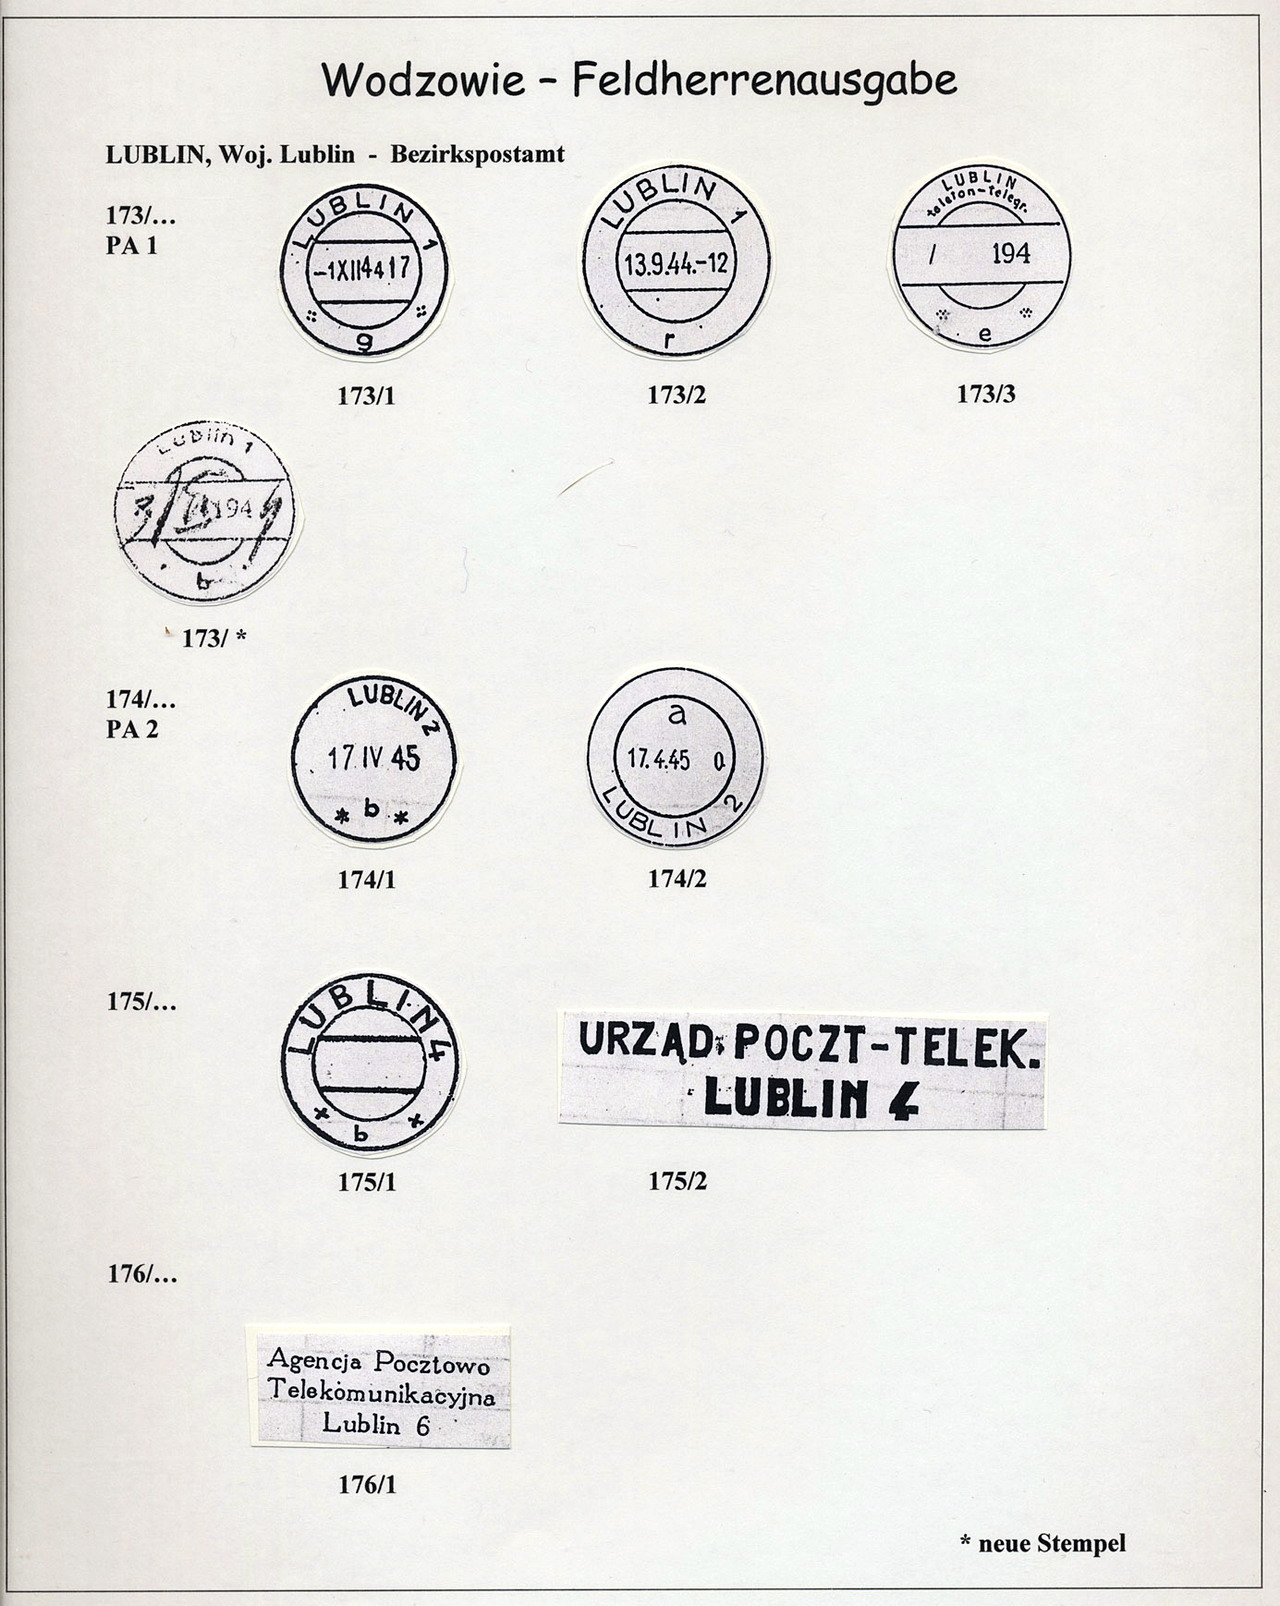 Wodzowie – Feldherrenausgabe
LUBLIN, Woj. Lublin - Bezirkspostamt
173/...
PA 1
LUBLIN 1
-1XII4417
g
173/1
LUBLIN 1
13.9.44.-12
r
173/2
LUBLIN
telefon-telegr.
/ 194
e
173/3
Lublin 1
194
b
173/ *
174/...
PA 2
LUBLIN 2
17 IV 45
* b *
174/1
a
17.4.45 0
LUBLIN 2
174/2
175/...
LUBLIN 4
* b *
175/1
URZĄD POCZT-TELEK.
LUBLIN 4
175/2
176/...
Agencja Pocztowo
Telekomunikacyjna
Lublin 6
176/1
* neue Stempel